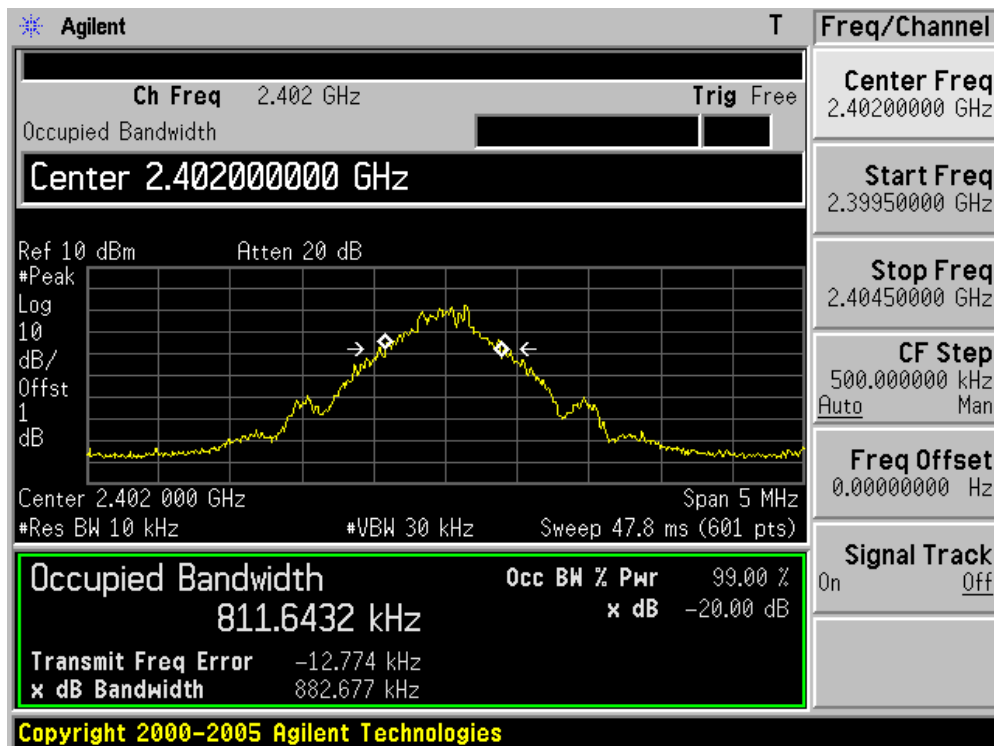 Agilent T
Freq/Channel
Ch Freq 2.402 GHz Trig Free
Occupied Bandwidth
Center 2.402000000 GHz
Ref 10 dBm Atten 20 dB
#Peak
Log
10
dB/
Offst
1
dB
Center 2.402 000 GHz Span 5 MHz
#Res BW 10 kHz #VBW 30 kHz Sweep 47.8 ms (601 pts)
Occupied Bandwidth
811.6432 kHz
Occ BW % Pwr 99.00 %
x dB -20.00 dB
Transmit Freq Error -12.774 kHz
x dB Bandwidth 882.677 kHz
Center Freq
2.40200000 GHz
Start Freq
2.39950000 GHz
Stop Freq
2.40450000 GHz
CF Step
500.000000 kHz
Auto Man
Freq Offset
0.00000000 Hz
Signal Track
On Off
Copyright 2000-2005 Agilent Technologies